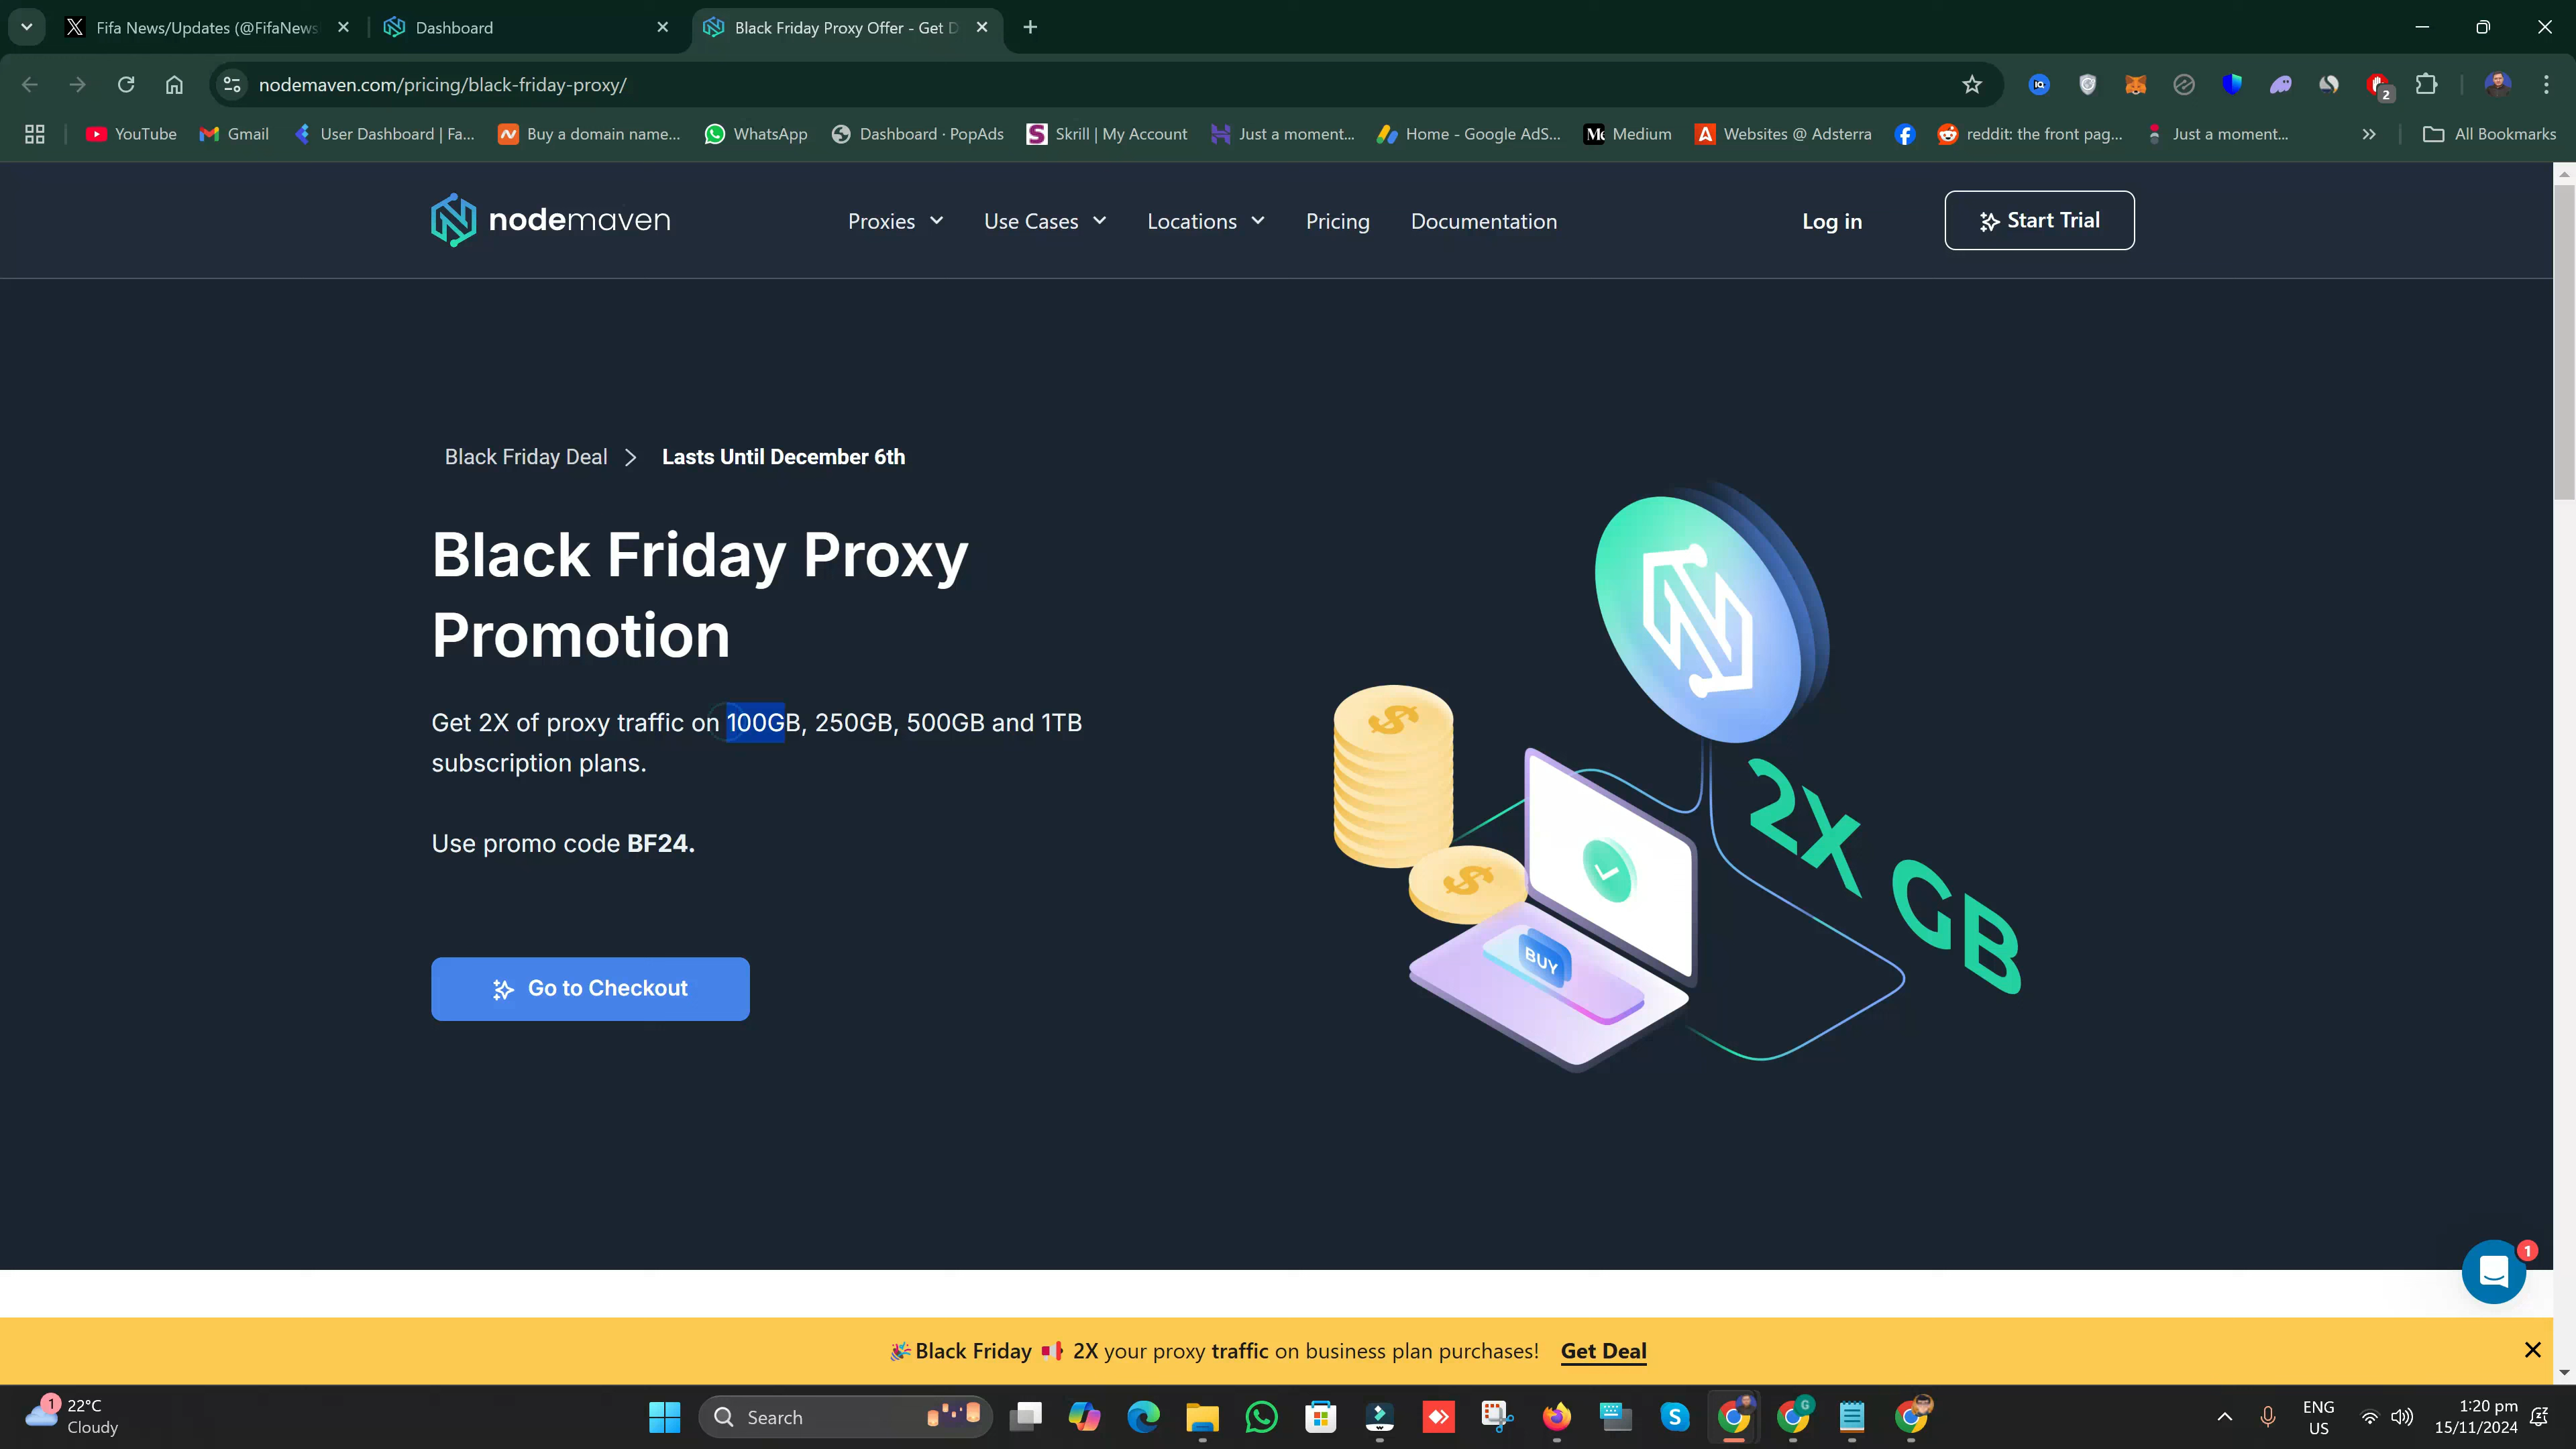 Fifa News/Updates (@FifaNews
Dashboard
Black Friday Proxy Offer - Get D
nodemaven.com/pricing/black-friday-proxy/
2
YouTube
Gmail
User Dashboard | Fa...
Buy a domain name...
WhatsApp
Dashboard · PopAds
Skrill | My Account
Just a moment...
Home - Google AdS...
Medium
Websites @ Adsterra
reddit: the front pag...
Just a moment...
All Bookmarks
nodemaven
Proxies
Use Cases
Locations
Pricing
Documentation
Log in
Start Trial
Black Friday Deal
Lasts Until December 6th
Black Friday Proxy
Promotion
Get 2X of proxy traffic on 100GB, 250GB, 500GB and 1TB
subscription plans.
Use promo code BF24.
Go to Checkout
2X GB
BUY
1
Black Friday 2X your proxy traffic on business plan purchases! Get Deal
1
22°C
Cloudy
Search
ENG
US
1:20 pm
15/11/2024